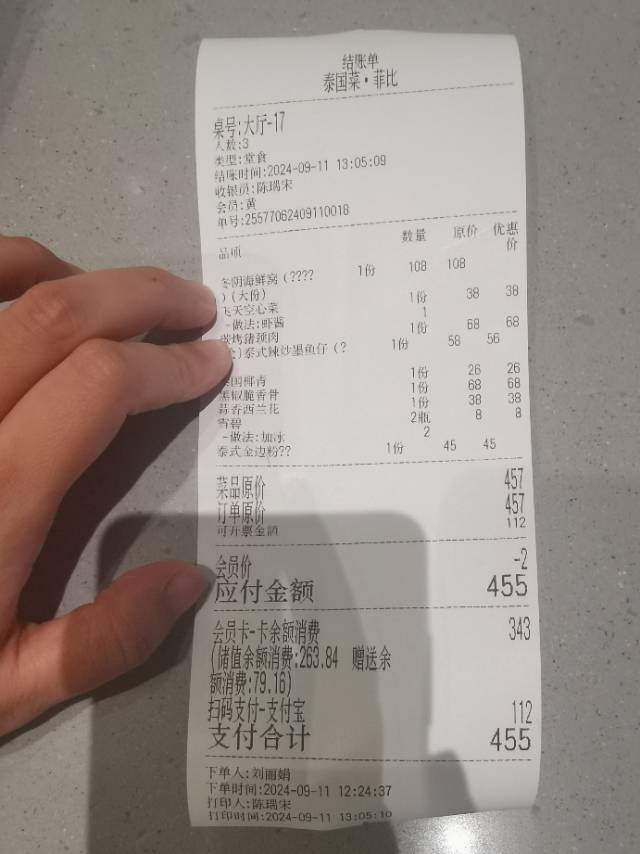 结账单
泰国菜·菲比
桌号:大厅-17
人数:3
类型:堂食
结账时间:2024-09-11 13:05:09
收银员:陈瑞宋
会员:黄
单号:25577062409110018
品项 数量 原价 优惠价
冬阴海鲜窝(???? 1份 108 108
)(大份)
飞天空心菜 1份 38 38
-做法:虾酱 1
烤猪颈肉 1份 68 68
)泰式辣炒墨鱼仔(? 1份 58 56
国椰青 1份 26 26
椒脆香骨 1份 68 68
蒜香西兰花 1份 38 38
雪碧 2瓶 8 8
-做法:加冰 2
泰式金边粉?? 1份 45 45
菜品原价 457
订单原价 457
可开票金额 112
会员价 -2
应付金额 455
会员卡-卡余额消费 343
(储值余额消费:263.84 赠送余
额消费:79.16)
扫码支付-支付宝 112
支付合计 455
下单人:刘丽娟
下单时间:2024-09-11 12:24:37
打印人:陈瑞宋
打印时间:2024-09-11 13:05:10